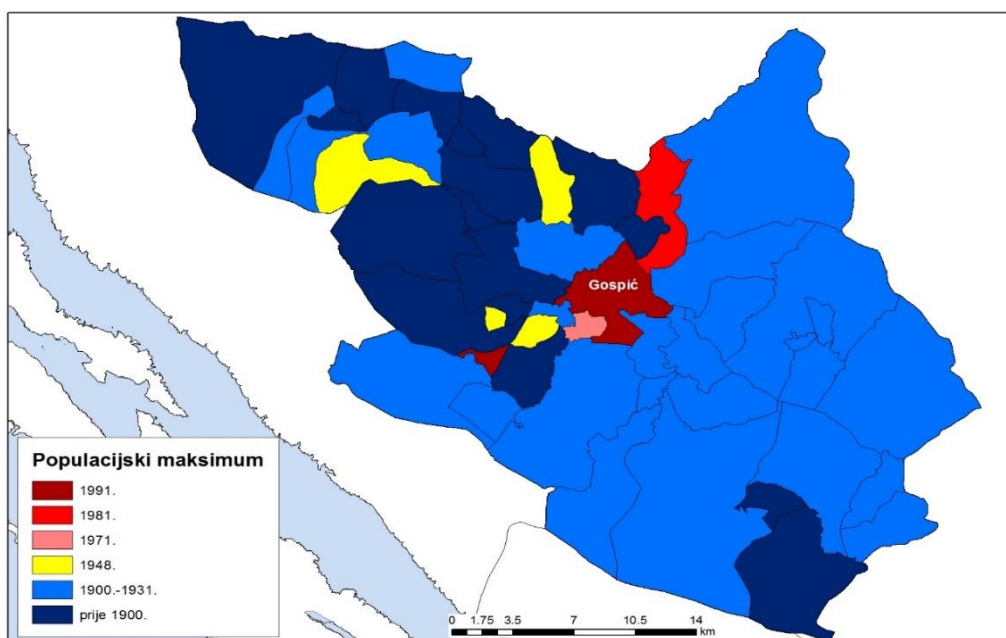 Gospić
Populacijski maksimum
1991.
1981.
1971.
1948.
1900.-1931.
prije 1900.
0 1.75 3.5 7 10.5 14
km